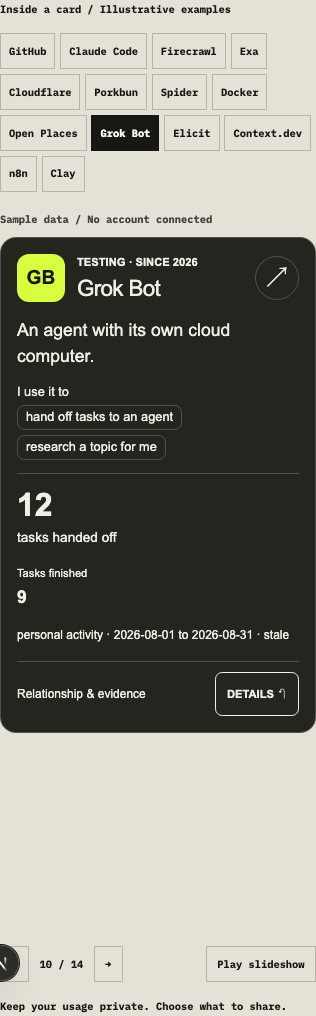 Inside a card / Illustrative examples
GitHub Claude Code Firecrawl Exa
Cloudflare Porkbun Spider Docker
Open Places Grok Bot Elicit Context.dev
n8n Clay
Sample data / No account connected
GB
TESTING · SINCE 2026
Grok Bot
An agent with its own cloud
computer.
I use it to
hand off tasks to an agent
research a topic for me
12
tasks handed off
Tasks finished
9
personal activity · 2026-08-01 to 2026-08-31 · stale
Relationship & evidence
DETAILS
10 / 14 → Play slideshow
Keep your usage private. Choose what to share.